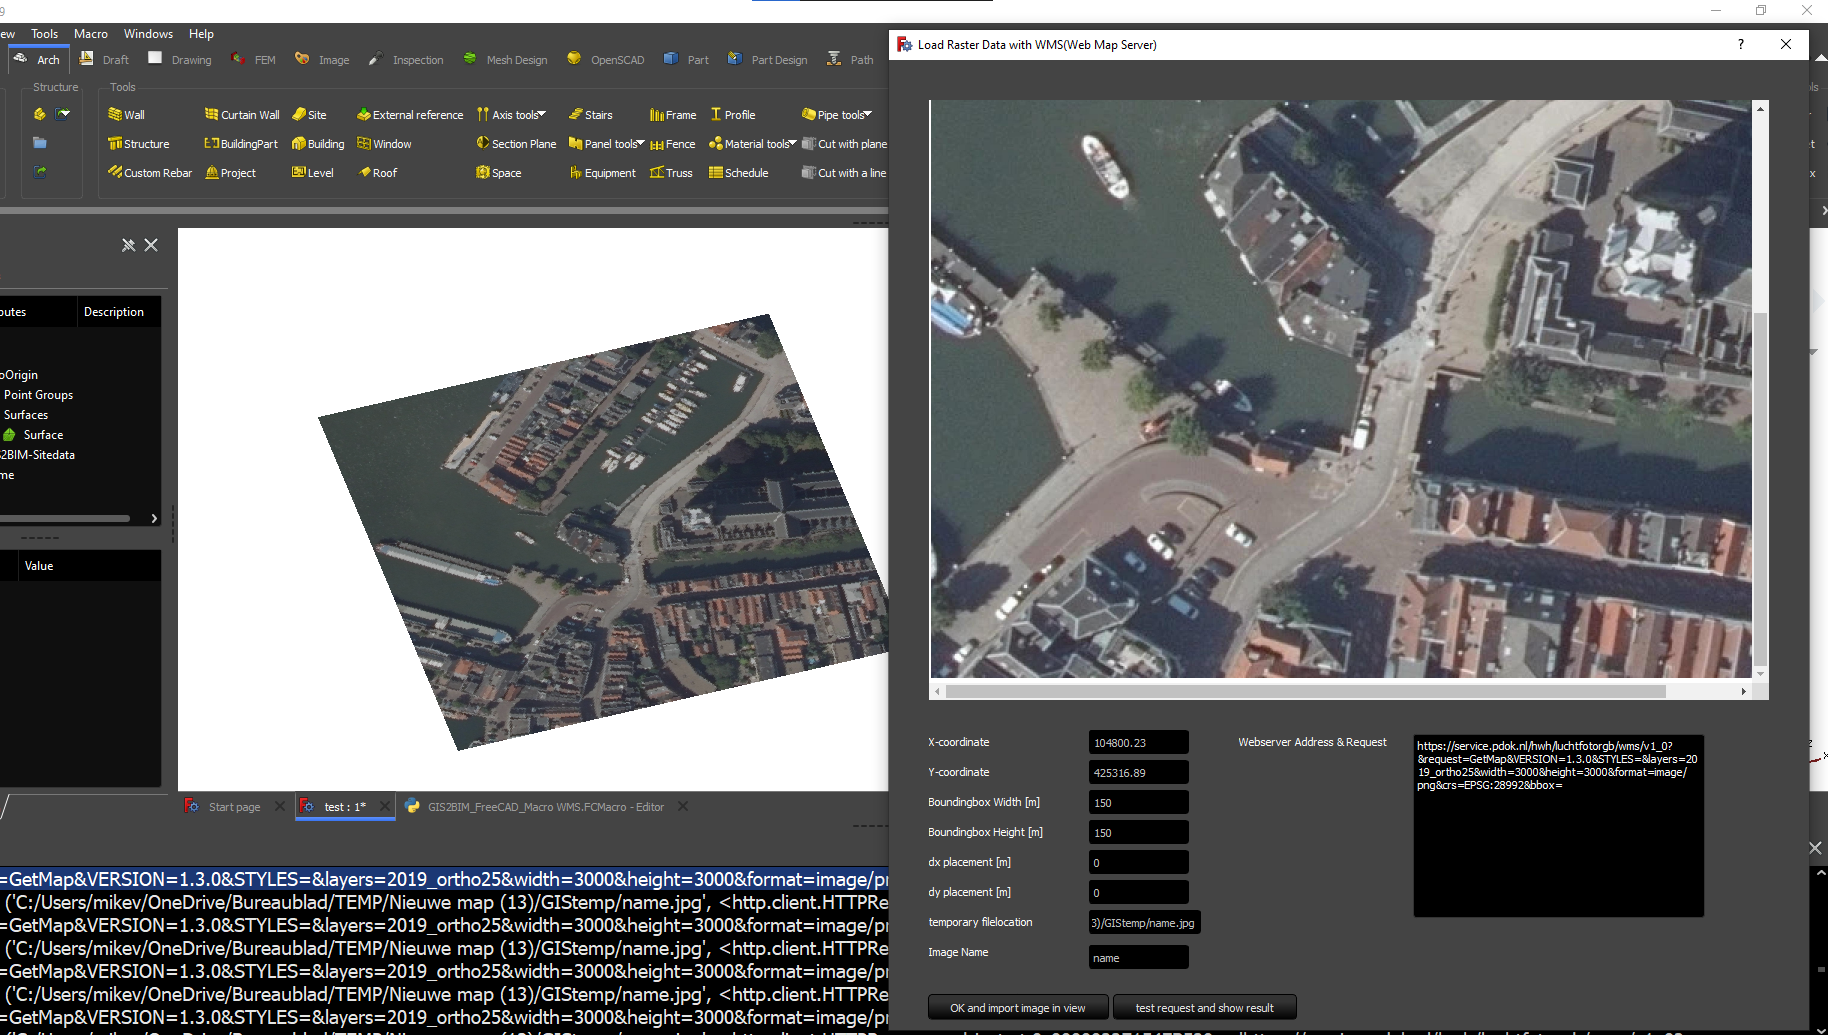 9
ew Tools Macro Windows Help
Arch Draft Drawing FEM Image Inspection Mesh Design OpenSCAD Part Part Design Path
Structure Tools
Wall Curtain Wall Site External reference Axis tools Stairs Frame Profile Pipe tools
Structure BuildingPart Building Window Section Plane Panel tools Fence Material tools Cut with plane
Custom Rebar Project Level Roof Space Equipment Truss Schedule Cut with a line
Load Raster Data with WMS(Web Map Server)
?
butes Description
oOrigin
Point Groups
Surfaces
Surface
S2BIM-Sitedata
me
Value
Start page
test : 1*
GIS2BIM_FreeCAD_Macro WMS.FCMacro - Editor
X-coordinate 104800.23
Y-coordinate 425316.89
Boundingbox Width [m] 150
Boundingbox Height [m] 150
dx placement [m] 0
dy placement [m] 0
temporary filelocation 3)/GIStemp/name.jpg
Image Name name
Webserver Address & Request
https://service.pdok.nl/hwh/luchtfotorgb/wms/v1_0?
&request=GetMap&VERSION=1.3.0&STYLES=&layers=20
19_ortho25&width=3000&height=3000&format=image/
png&crs=EPSG:28992&bbox=
OK and import image in view
test request and show result
=GetMap&VERSION=1.3.0&STYLES=&layers=2019_ortho25&width=3000&height=3000&format=image/pr
('C:/Users/mikev/OneDrive/Bureaublad/TEMP/Nieuwe map (13)/GIStemp/name.jpg', <http.client.HTTPRe
=GetMap&VERSION=1.3.0&STYLES=&layers=2019_ortho25&width=3000&height=3000&format=image/pr
('C:/Users/mikev/OneDrive/Bureaublad/TEMP/Nieuwe map (13)/GIStemp/name.jpg', <http.client.HTTPRe
=GetMap&VERSION=1.3.0&STYLES=&layers=2019_ortho25&width=3000&height=3000&format=image/pr
('C:/Users/mikev/OneDrive/Bureaublad/TEMP/Nieuwe map (13)/GIStemp/name.jpg', <http.client.HTTPRe
=GetMap&VERSION=1.3.0&STYLES=&layers=2019_ortho25&width=3000&height=3000&format=image/pr